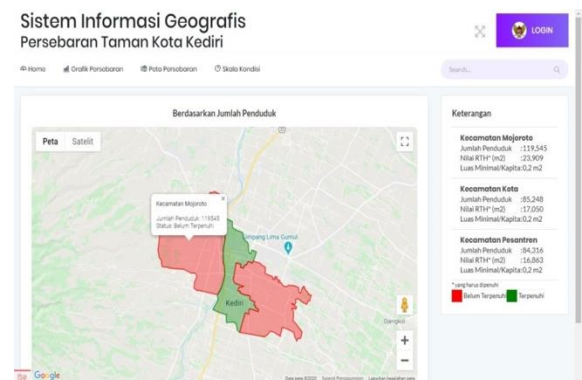 Sistem Informasi Geografis
Persebaran Taman Kota Kediri
LOGIN
Home Grafik Persebaran Peta Persebaran Skala Kondisi
Search...
Berdasarkan Jumlah Penduduk
Peta Satelit
Kecamatan Mojoroto
Jumlah Penduduk: 119545
Status: Belum Terpenuhi
Simpang Lima Gumul
Kediri
Google
Keterangan
Kecamatan Mojoroto
Jumlah Penduduk :119,545
Nilai RTH* (m2) :23,909
Luas Minimal/Kapita:0,2 m2
Kecamatan Kota
Jumlah Penduduk :85,248
Nilai RTH* (m2) :17,050
Luas Minimal/Kapita:0,2 m2
Kecamatan Pesantren
Jumlah Penduduk :84,316
Nilai RTH* (m2) :16,863
Luas Minimal/Kapita:0,2 m2
* yang harus dipenuhi
Belum Terpenuhi Terpenuhi